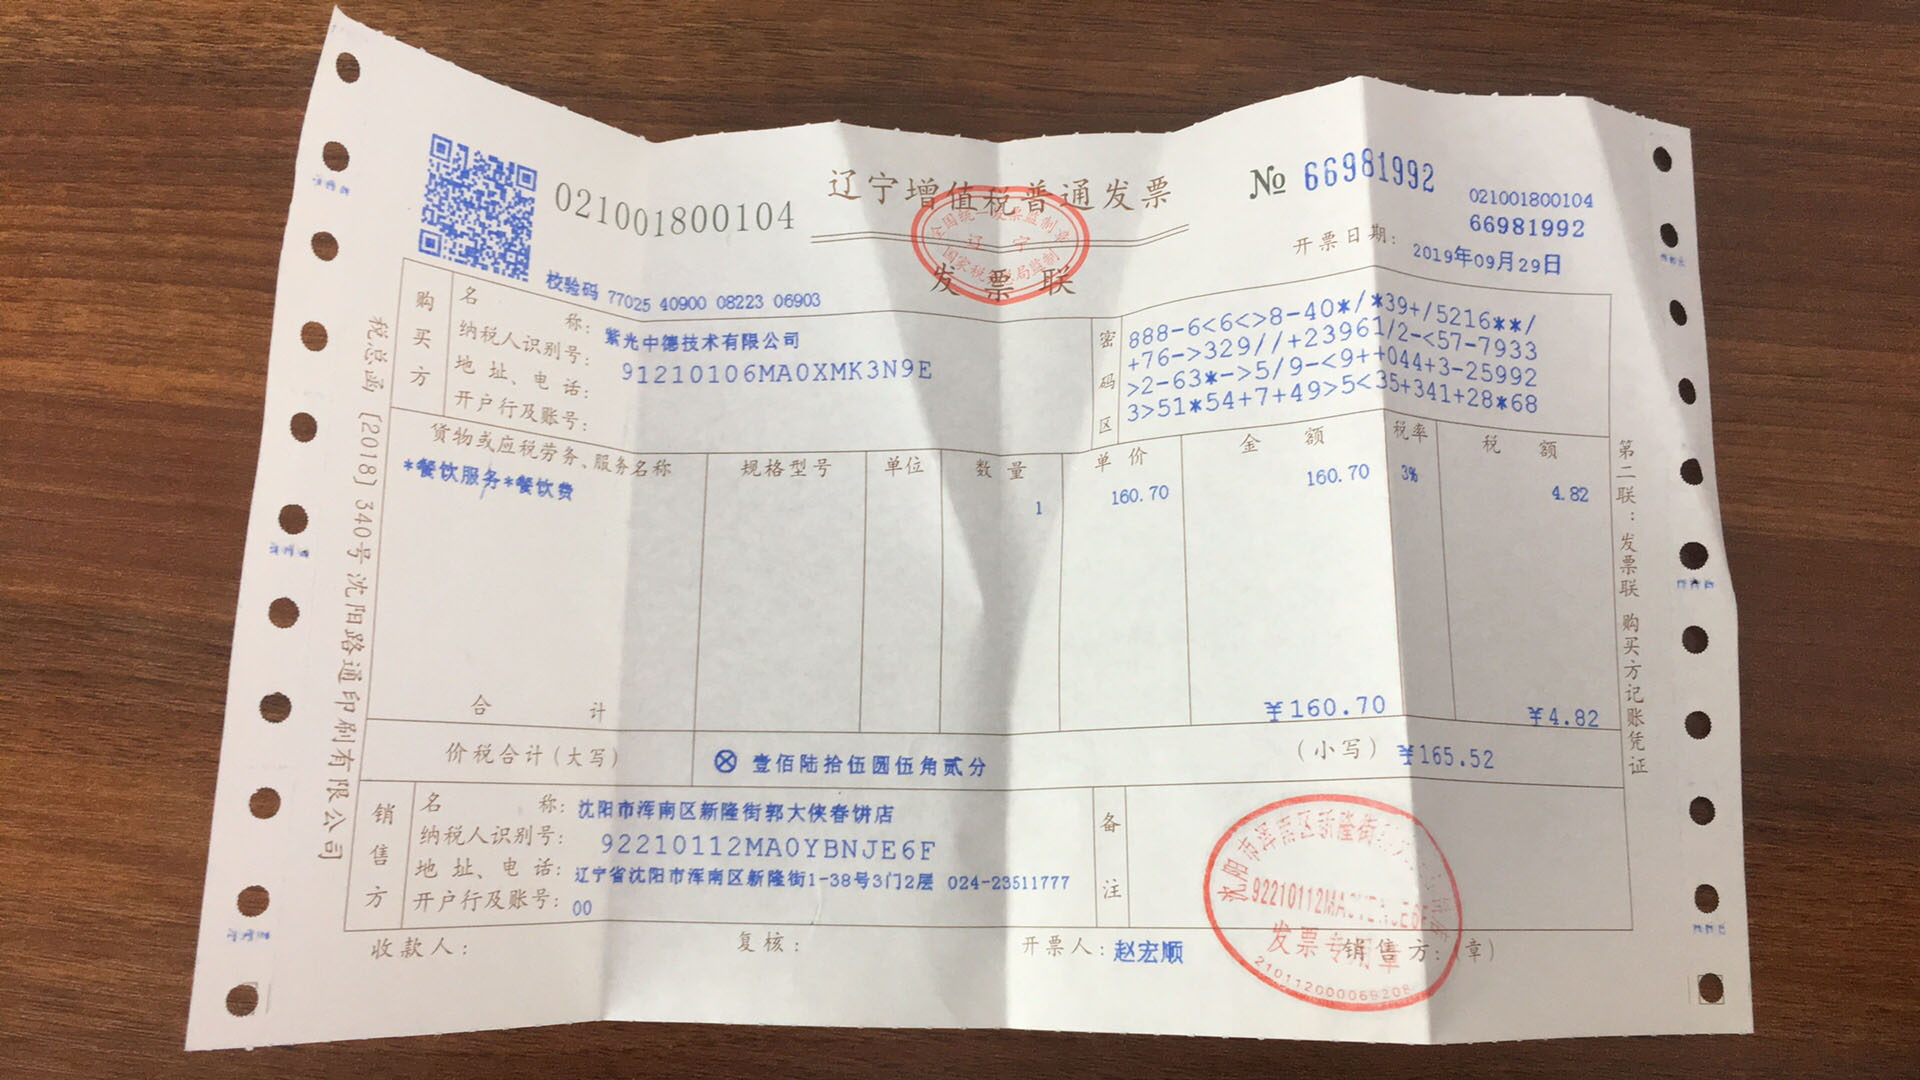 辽宁增值税普通发票
021001800104
№ 66981992
021001800104
66981992
发票联
开票日期: 2019年09月29日
校验码 77025 40900 08223 06903
购买方
名 称: 紫光中德技术有限公司
纳税人识别号: 91210106MA0XMK3N9E
地 址、电 话:
开户行及账号:
密码区
888-6<6<>8-40*/*39+/5216**/
+76->329//+23961/2-<57-7933
>2-63*->5/9-<9++044+3-25992
3>51*54+7+49>5<35+341+28*68
货物或应税劳务、服务名称 规格型号 单位 数 量 单 价 金 额 税率 税 额
*餐饮服务*餐饮费 1 160.70 160.70 3% 4.82
合 计 ¥160.70 ¥4.82
价税合计(大写) ⊗ 壹佰陆拾伍圆伍角贰分 (小写) ¥165.52
销售方
名 称: 沈阳市浑南区新隆街郭大侠春饼店
纳税人识别号: 92210112MA0YBNJE6F
地 址、电 话: 辽宁省沈阳市浑南区新隆街1-38号3门2层 024-23511777
开户行及账号: 00
备注
收款人: 复核: 开票人: 赵宏顺 销售方:(章)
税总函〔2018〕340号沈阳路通印刷有限公司
第二联:发票联 购买方记账凭证
全国统一发票监制章
辽宁
国家税务局监制
沈阳市浑南区新隆街
发票专用章
210112000069208